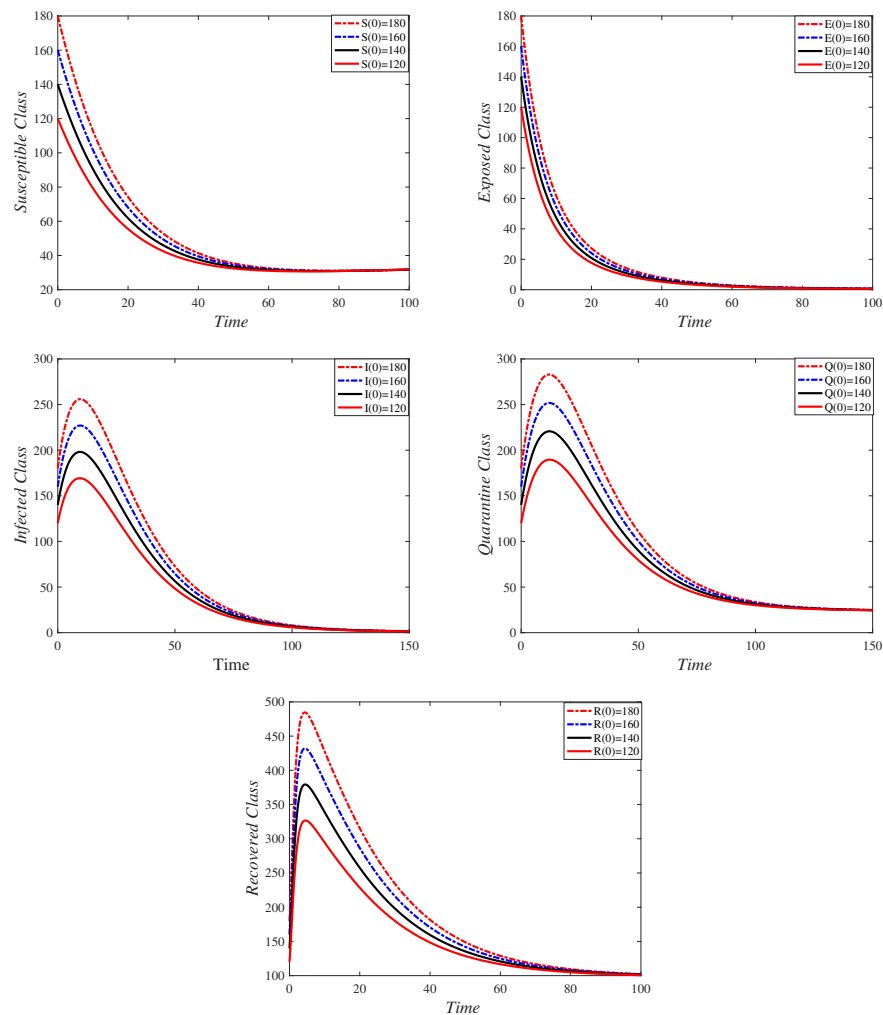 180
160
140
120
100
80
60
40
20
0 20 40 60 80 100
Susceptible Class
Time
S(0)=180
S(0)=160
S(0)=140
S(0)=120
180
160
140
120
100
80
60
40
20
0
0 20 40 60 80 100
Exposed Class
Time
E(0)=180
E(0)=160
E(0)=140
E(0)=120
300
250
200
150
100
50
0
0 50 100 150
Infected Class
Time
I(0)=180
I(0)=160
I(0)=140
I(0)=120
300
250
200
150
100
50
0
0 50 100 150
Quarantine Class
Time
Q(0)=180
Q(0)=160
Q(0)=140
Q(0)=120
500
450
400
350
300
250
200
150
100
0 20 40 60 80 100
Recovered Class
Time
R(0)=180
R(0)=160
R(0)=140
R(0)=120